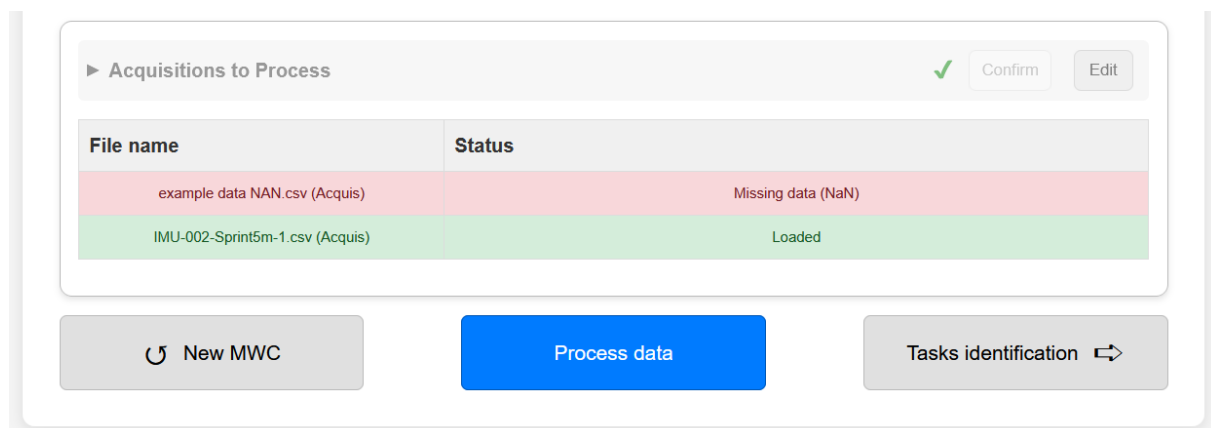 ▶ Acquisitions to Process ✓ Confirm Edit
File name Status
example data NAN.csv (Acquis) Missing data (NaN)
IMU-002-Sprint5m-1.csv (Acquis) Loaded
↺ New MWC Process data Tasks identification ➪